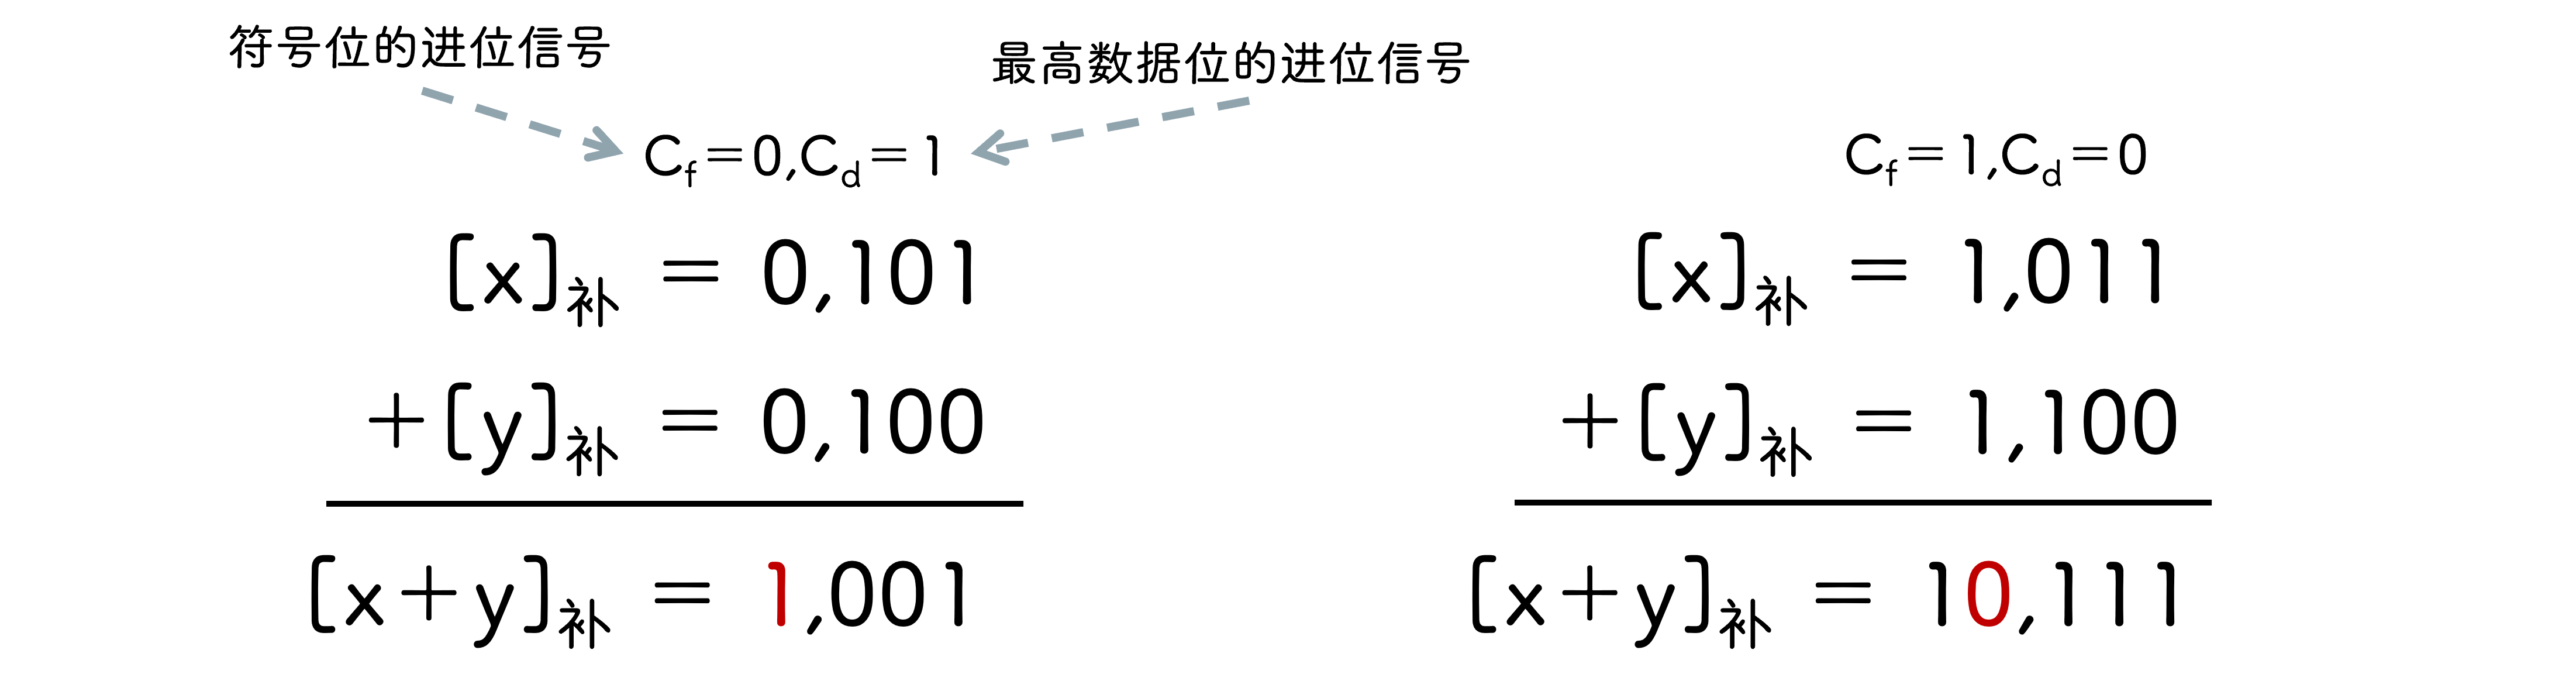 符号位的进位信号
最高数据位的进位信号
C_f=0,C_d=1
[x]补 = 0,101
+[y]补 = 0,100
[x+y]补 = 1,001
C_f=1,C_d=0
[x]补 = 1,011
+[y]补 = 1,100
[x+y]补 = 10,111